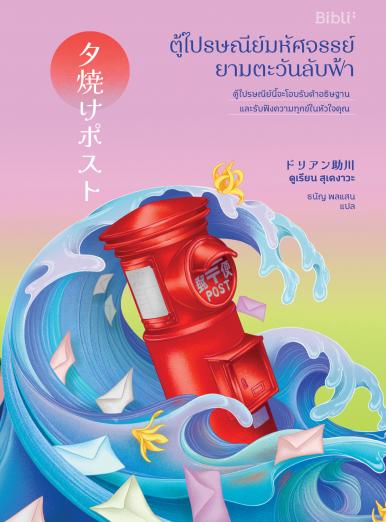 Bibli
ตู้ไปรษณีย์มหัศจรรย์
ยามตะวันลับฟ้า
ตู้ไปรษณีย์นี้จะโอบรับคำอธิษฐาน
และรับฟังความทุกข์ในหัวใจคุณ
夕焼けポスト
ドリアン助川
ดูเรียน สุเคงาวะ
ธนัญ พลแสน
แปล
郵便
POST